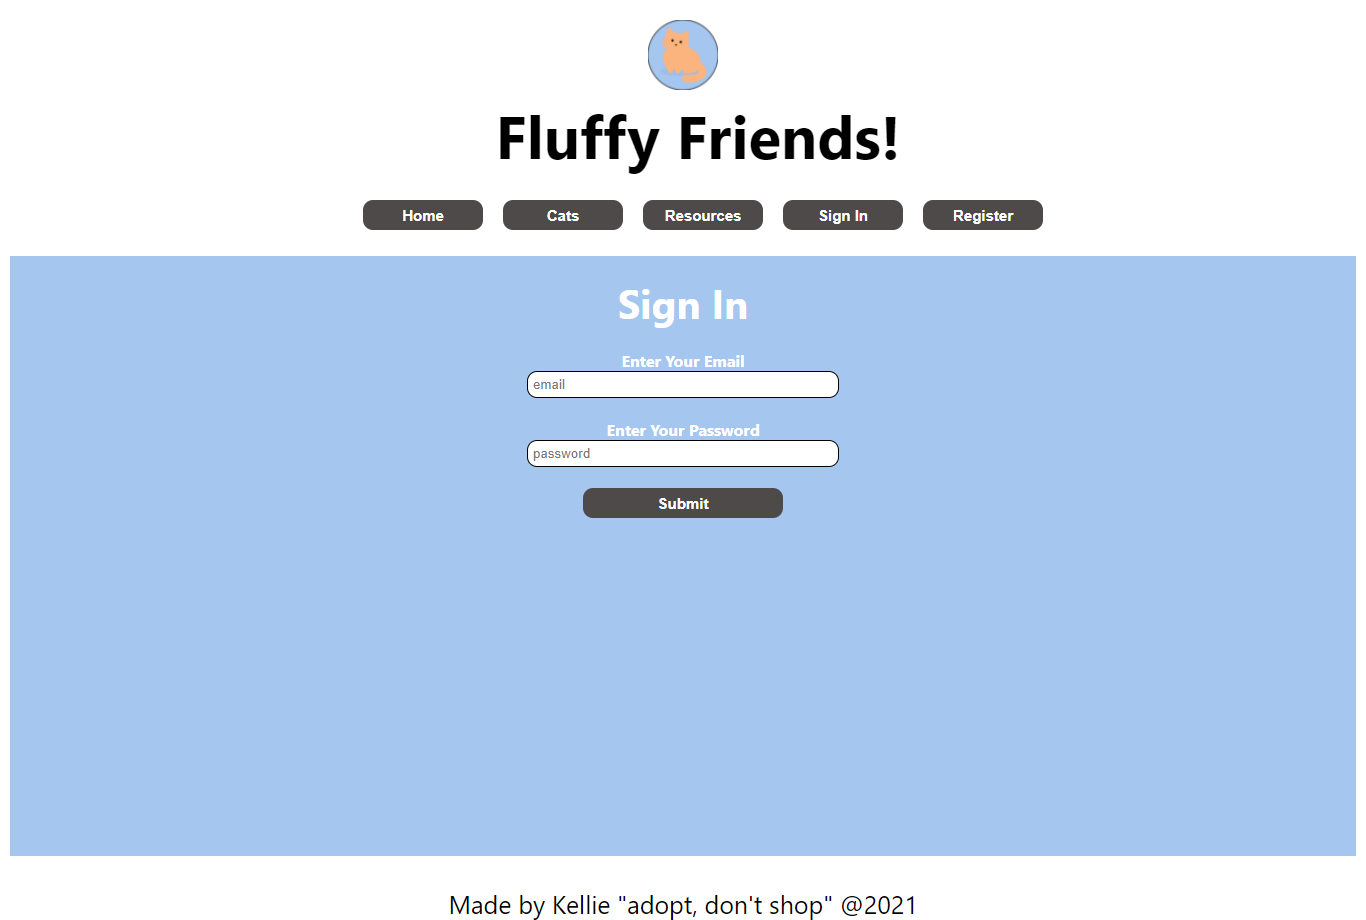 Fluffy Friends!
Home Cats Resources Sign In Register
Sign In
Enter Your Email
email
Enter Your Password
password
Submit
Made by Kellie "adopt, don't shop" @2021